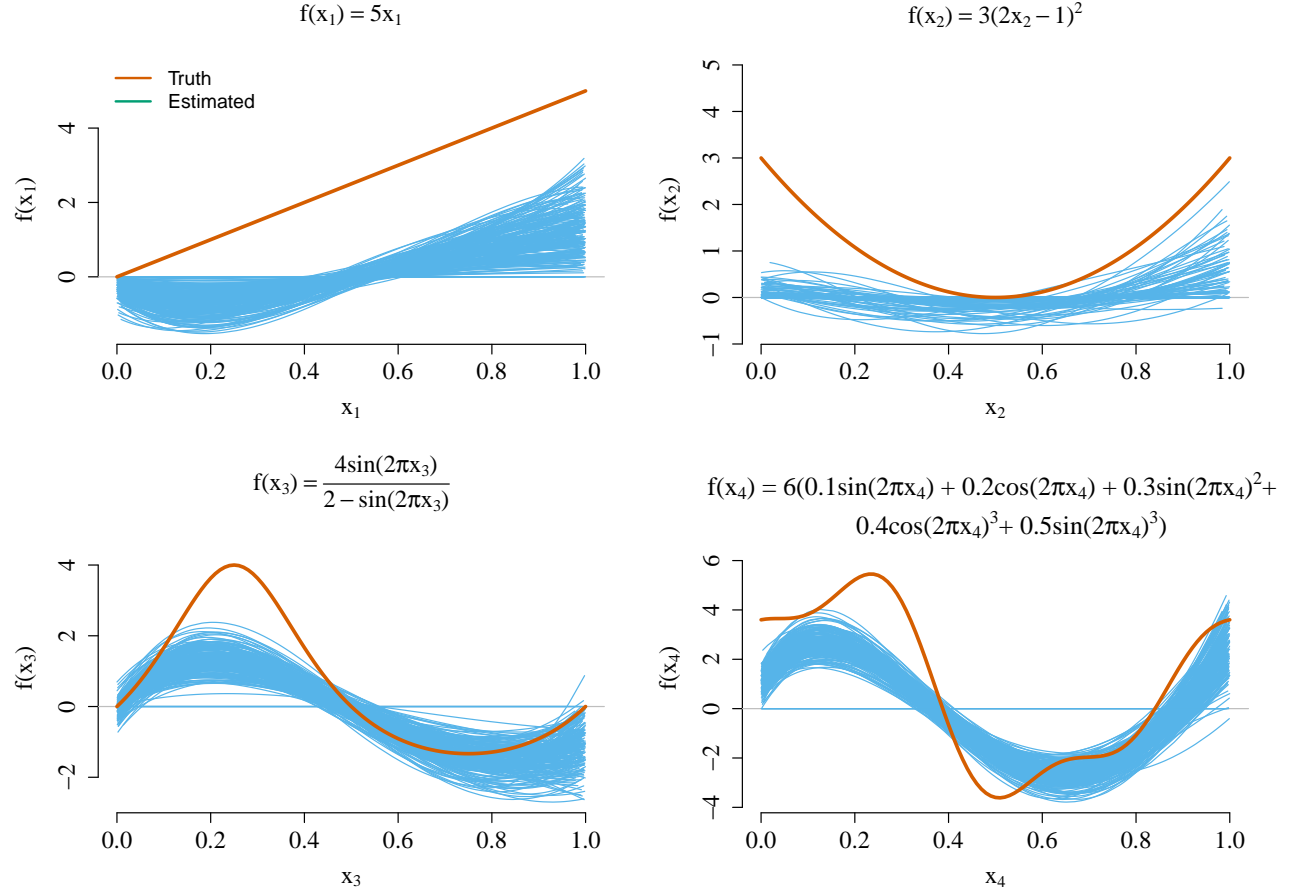 f(x₁) = 5x₁
Truth
Estimated
f(x₁)
0 2 4
0.0 0.2 0.4 0.6 0.8 1.0
x₁
f(x₂) = 3(2x₂ − 1)²
f(x₂)
−1 0 1 2 3 4 5
0.0 0.2 0.4 0.6 0.8 1.0
x₂
f(x₃) = 4sin(2πx₃)
2 − sin(2πx₃)
f(x₃)
−2 0 2 4
0.0 0.2 0.4 0.6 0.8 1.0
x₃
f(x₄) = 6(0.1sin(2πx₄) + 0.2cos(2πx₄) + 0.3sin(2πx₄)²+
0.4cos(2πx₄)³+ 0.5sin(2πx₄)³)
f(x₄)
−4 −2 0 2 4 6
0.0 0.2 0.4 0.6 0.8 1.0
x₄